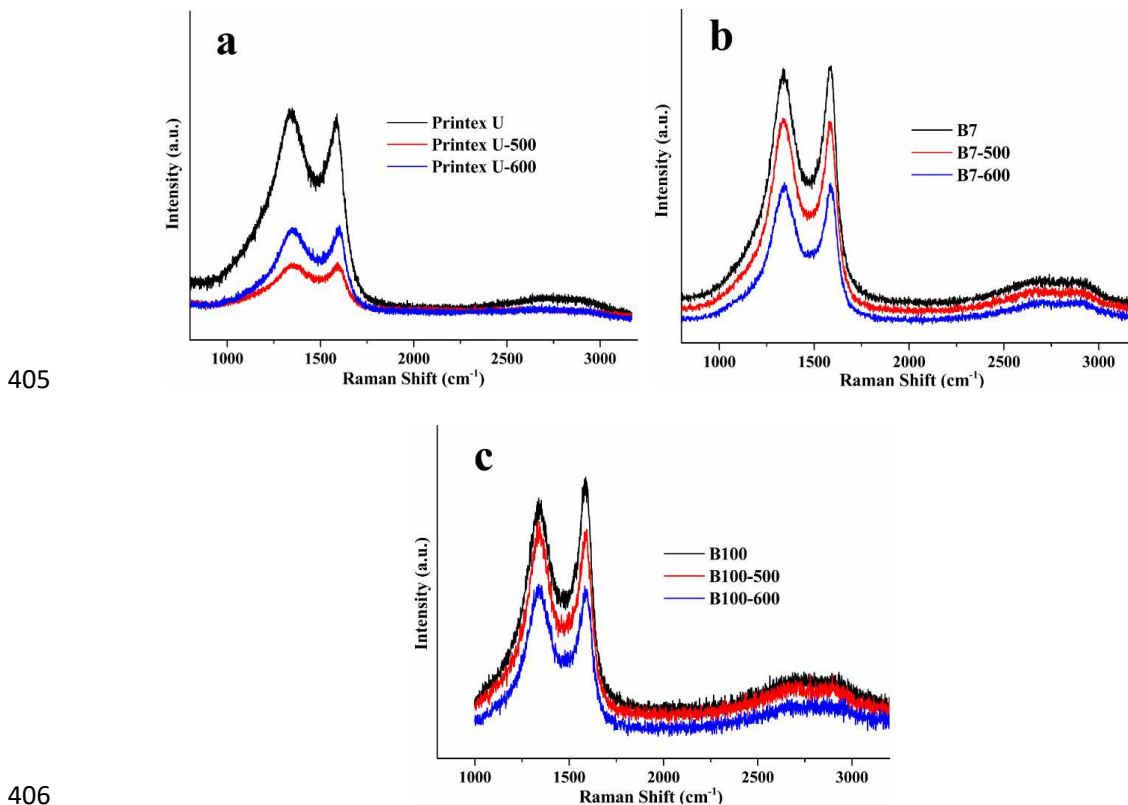 a
Printex U
Printex U-500
Printex U-600
Intensity (a.u.)
1000 1500 2000 2500 3000
Raman Shift (cm⁻¹)
b
B7
B7-500
B7-600
Intensity (a.u.)
1000 1500 2000 2500 3000
Raman Shift (cm⁻¹)
405
c
B100
B100-500
B100-600
Intensity (a.u.)
1000 1500 2000 2500 3000
Raman Shift (cm⁻¹)
406